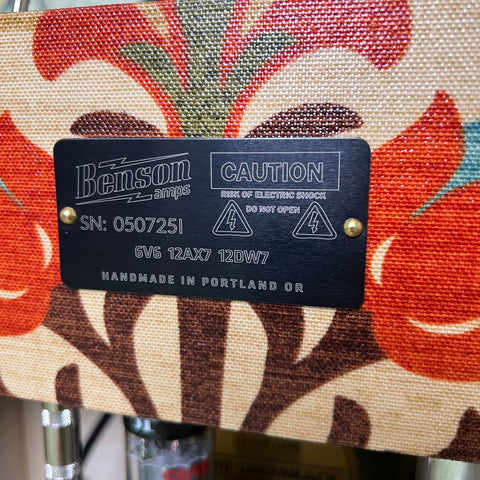 Benson
amps
CAUTION
RISK OF ELECTRIC SHOCK
DO NOT OPEN
SN: 0507251
6V6 12AX7 12DW7
HANDMADE IN PORTLAND OR